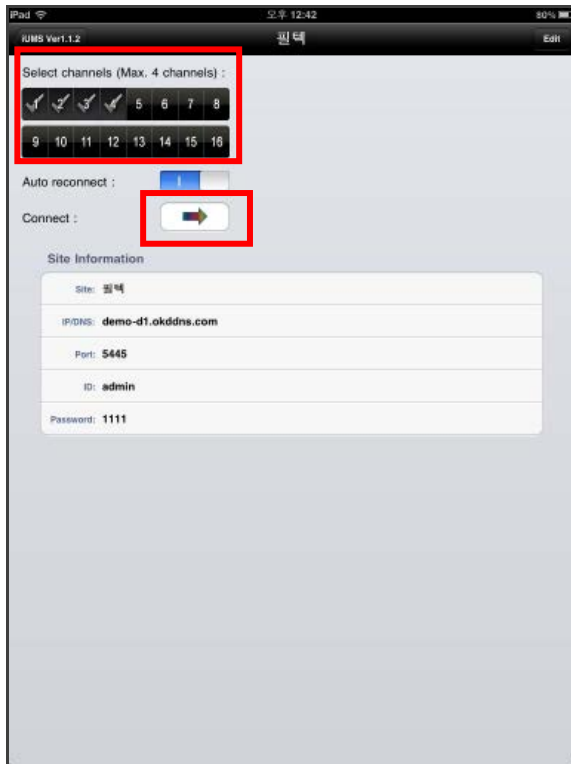 iPad 오후 12:42 80%
iUMS Ver1.1.2 필텍 Edit
Select channels (Max. 4 channels) :
1 2 3 4 5 6 7 8
9 10 11 12 13 14 15 16
Auto reconnect :
Connect :
Site Information
Site: 필텍
IP/DNS: demo-d1.okddns.com
Port: 5445
ID: admin
Password: 1111